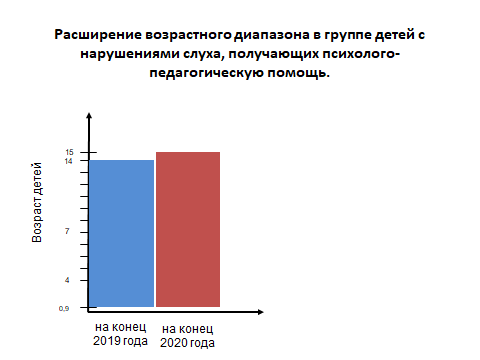 Расширение возрастного диапазона в группе детей с
нарушениями слуха, получающих психолого-
педагогическую помощь.
Возраст детей
15
14
7
4
0,9
на конец
2019 года
на конец
2020 года